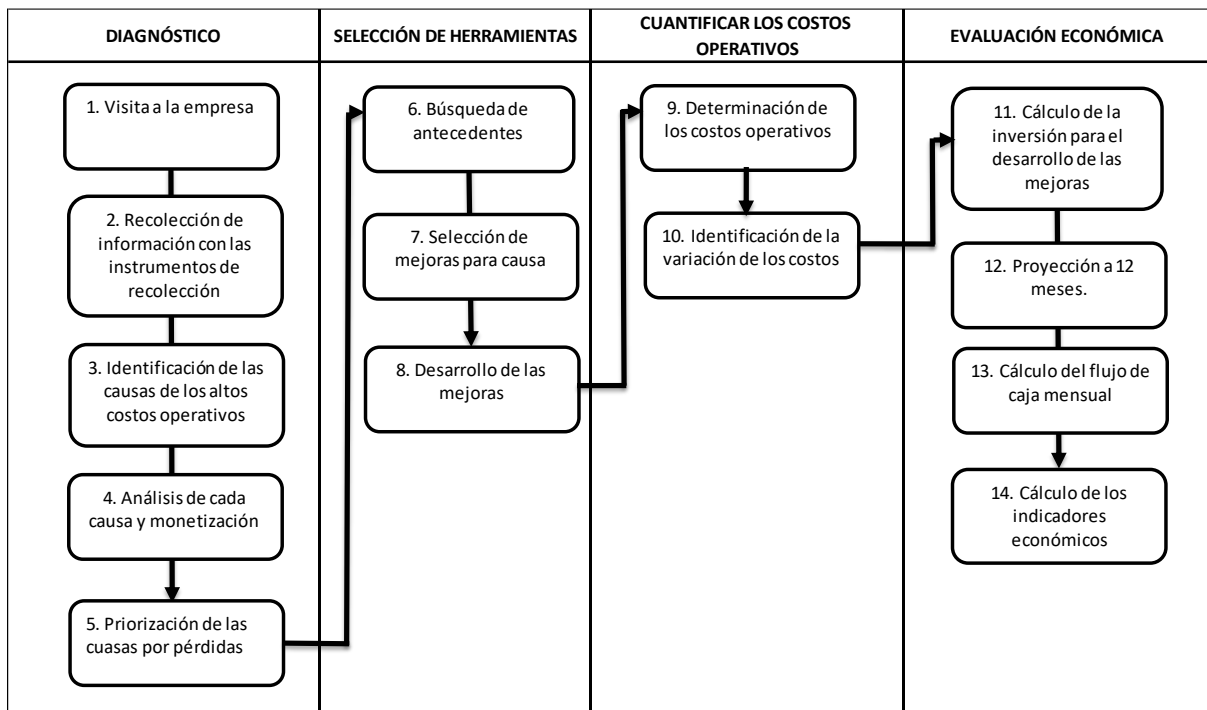 DIAGNÓSTICO
SELECCIÓN DE HERRAMIENTAS
CUANTIFICAR LOS COSTOS
OPERATIVOS
EVALUACIÓN ECONÓMICA
1. Visita a la empresa
2. Recolección de
información con las
instrumentos de
recolección
3. Identificación de las
causas de los altos
costos operativos
4. Análisis de cada
causa y monetización
5. Priorización de las
cuasas por pérdidas
6. Búsqueda de
antecedentes
7. Selección de
mejoras para causa
8. Desarrollo de las
mejoras
9. Determinación de
los costos operativos
10. Identificación de la
variación de los costos
11. Cálculo de la
inversión para el
desarrollo de las
mejoras
12. Proyección a 12
meses.
13. Cálculo del flujo de
caja mensual
14. Cálculo de los
indicadores
económicos